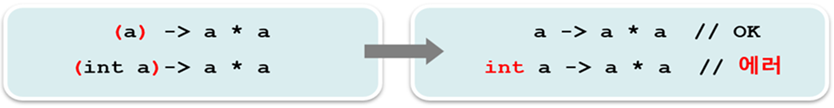 (a) -> a * a
(int a)-> a * a
a -> a * a // OK
int a -> a * a // 에러